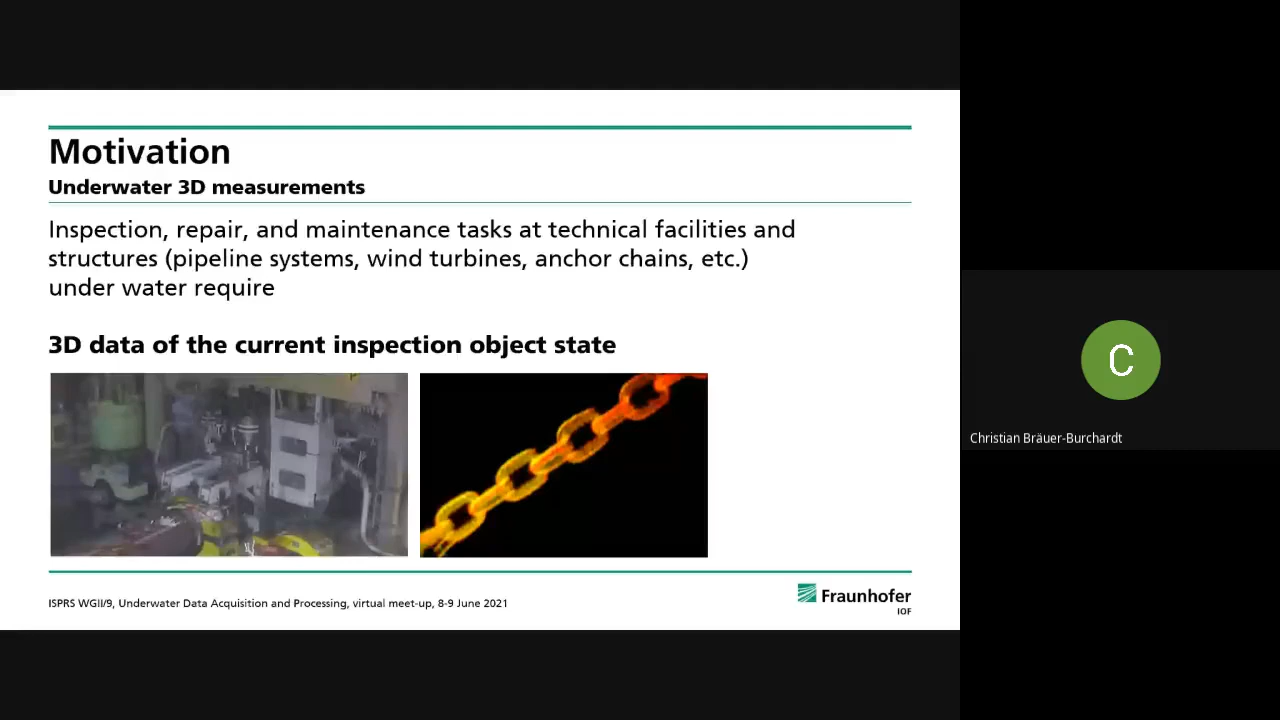 Motivation
Underwater 3D measurements
Inspection, repair, and maintenance tasks at technical facilities and
structures (pipeline systems, wind turbines, anchor chains, etc.)
under water require
3D data of the current inspection object state
ISPRS WGII/9, Underwater Data Acquisition and Processing, virtual meet-up, 8-9 June 2021
Fraunhofer
IOF
C
Christian Bräuer-Burchardt